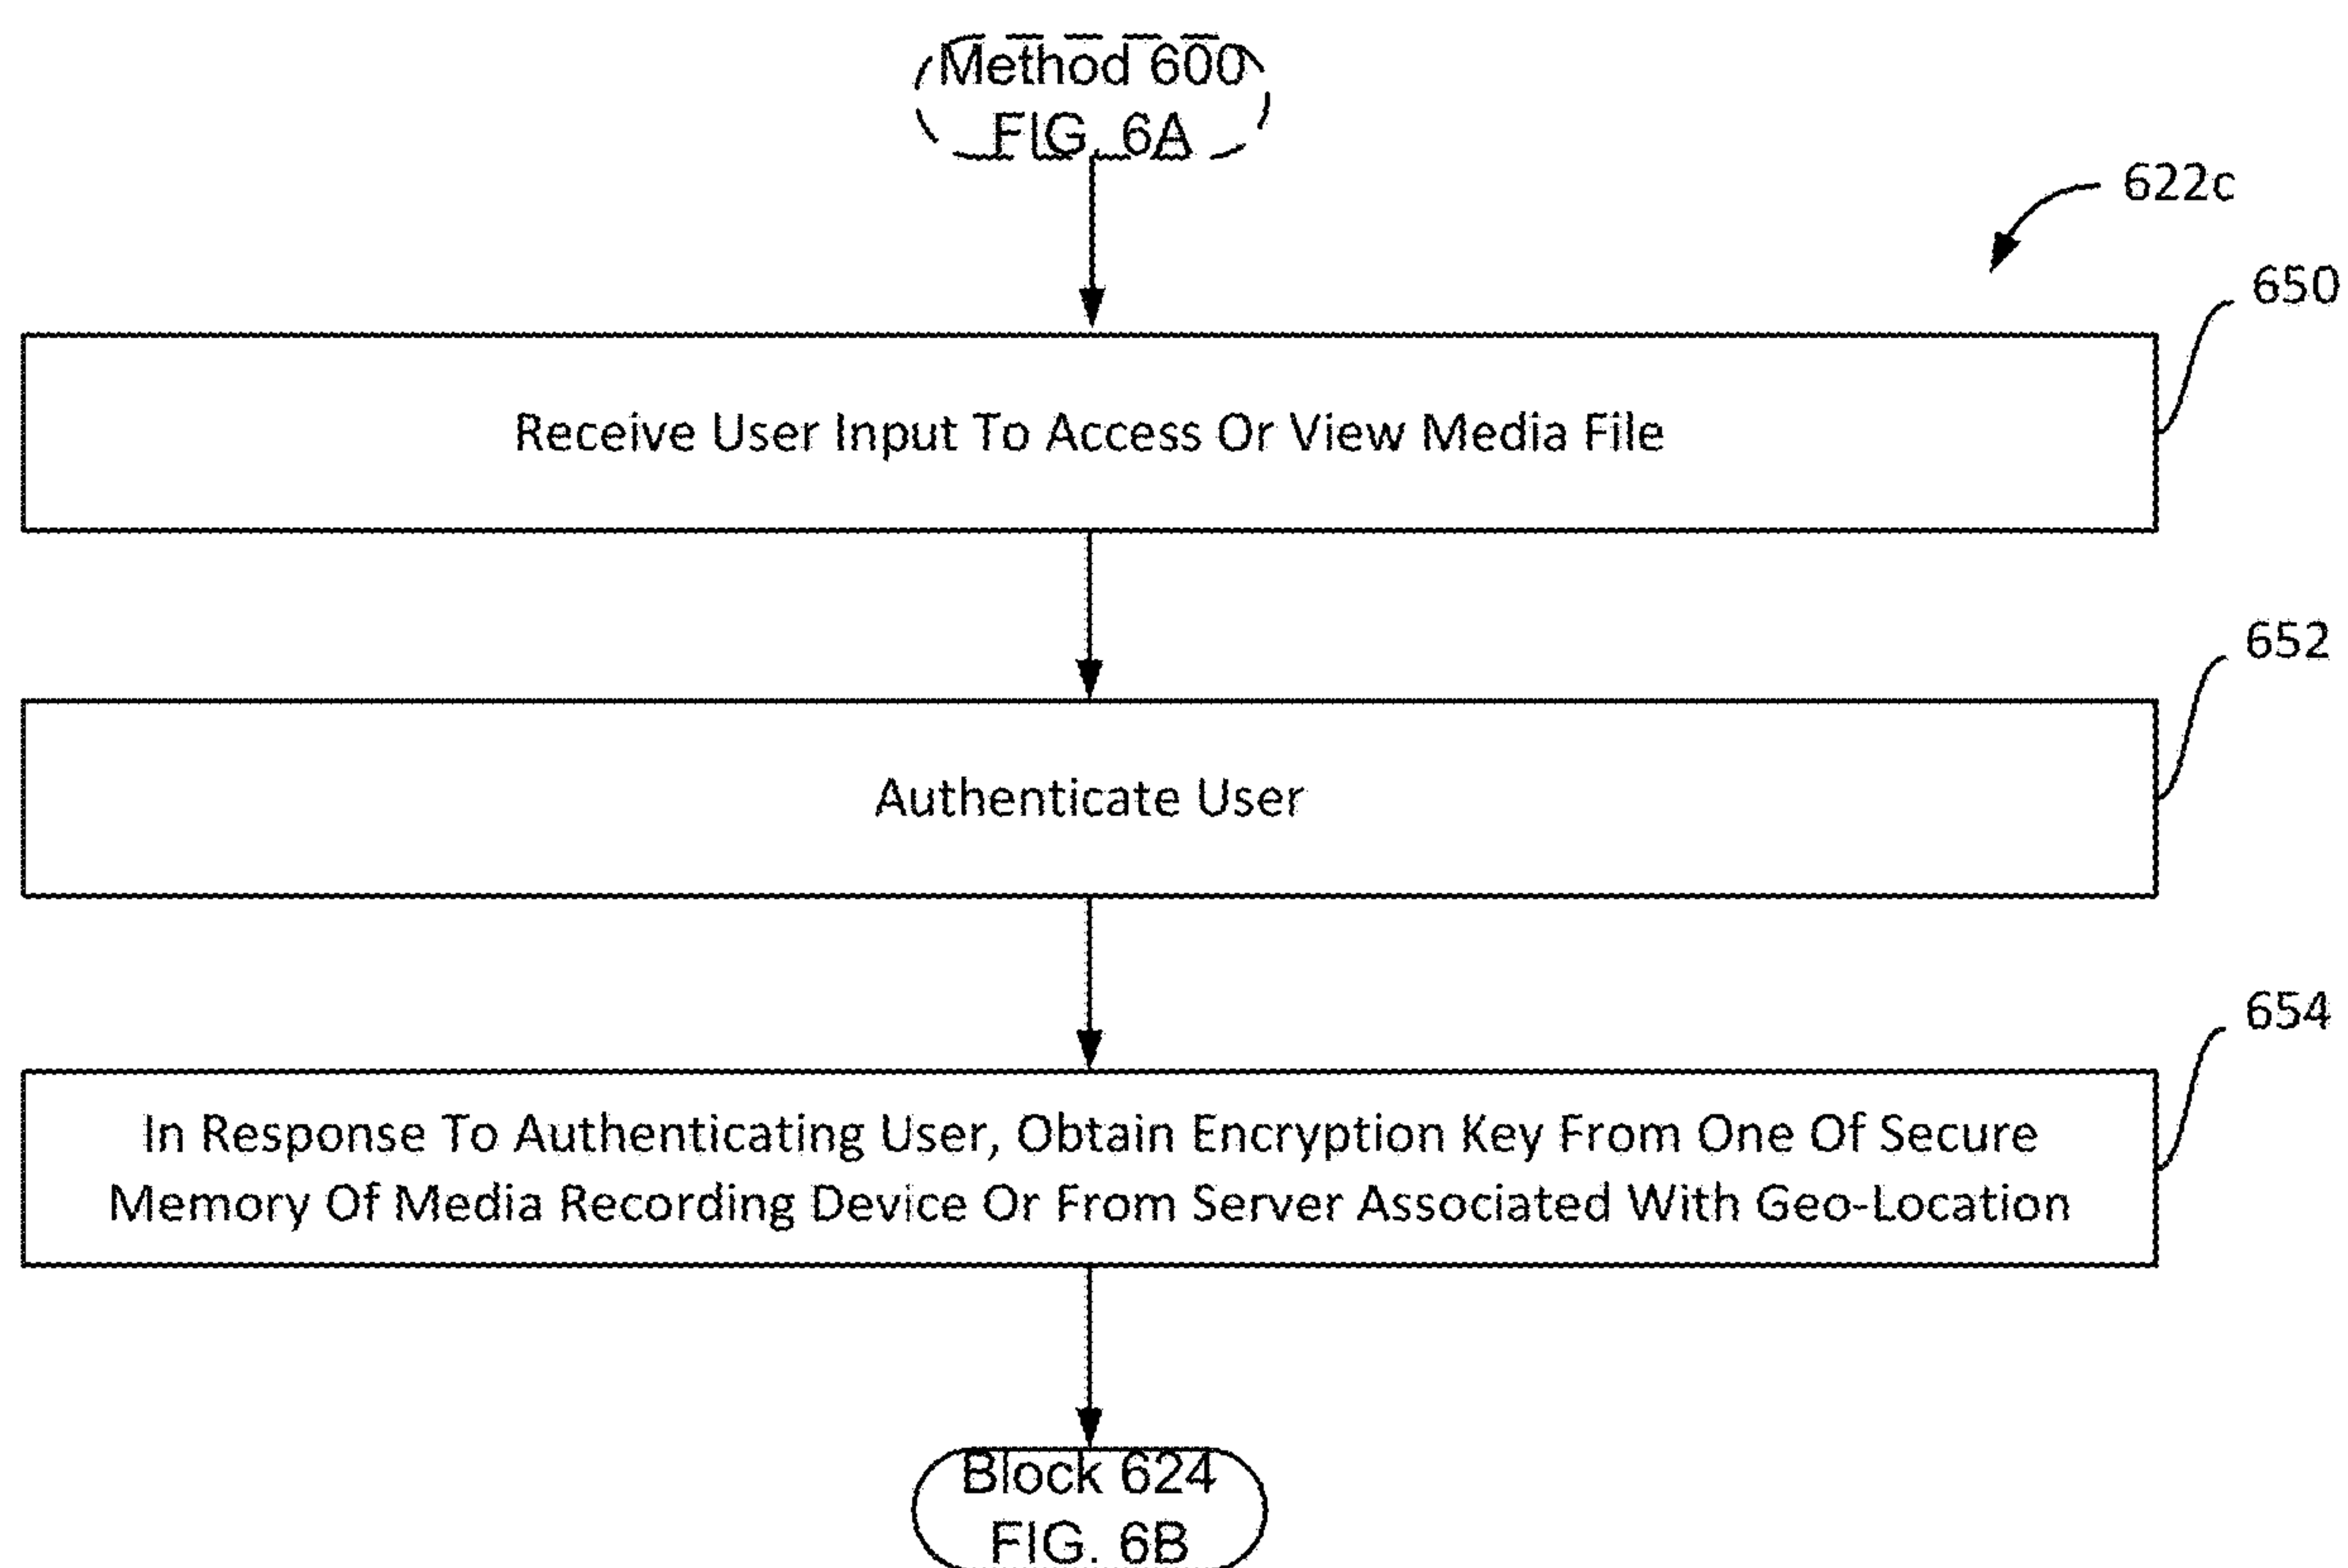 Method 600
FIG. 6A
622c
650
Receive User Input To Access Or View Media File
652
Authenticate User
654
In Response To Authenticating User, Obtain Encryption Key From One Of Secure
Memory Of Media Recording Device Or From Server Associated With Geo-Location
Block 624
FIG. 6B